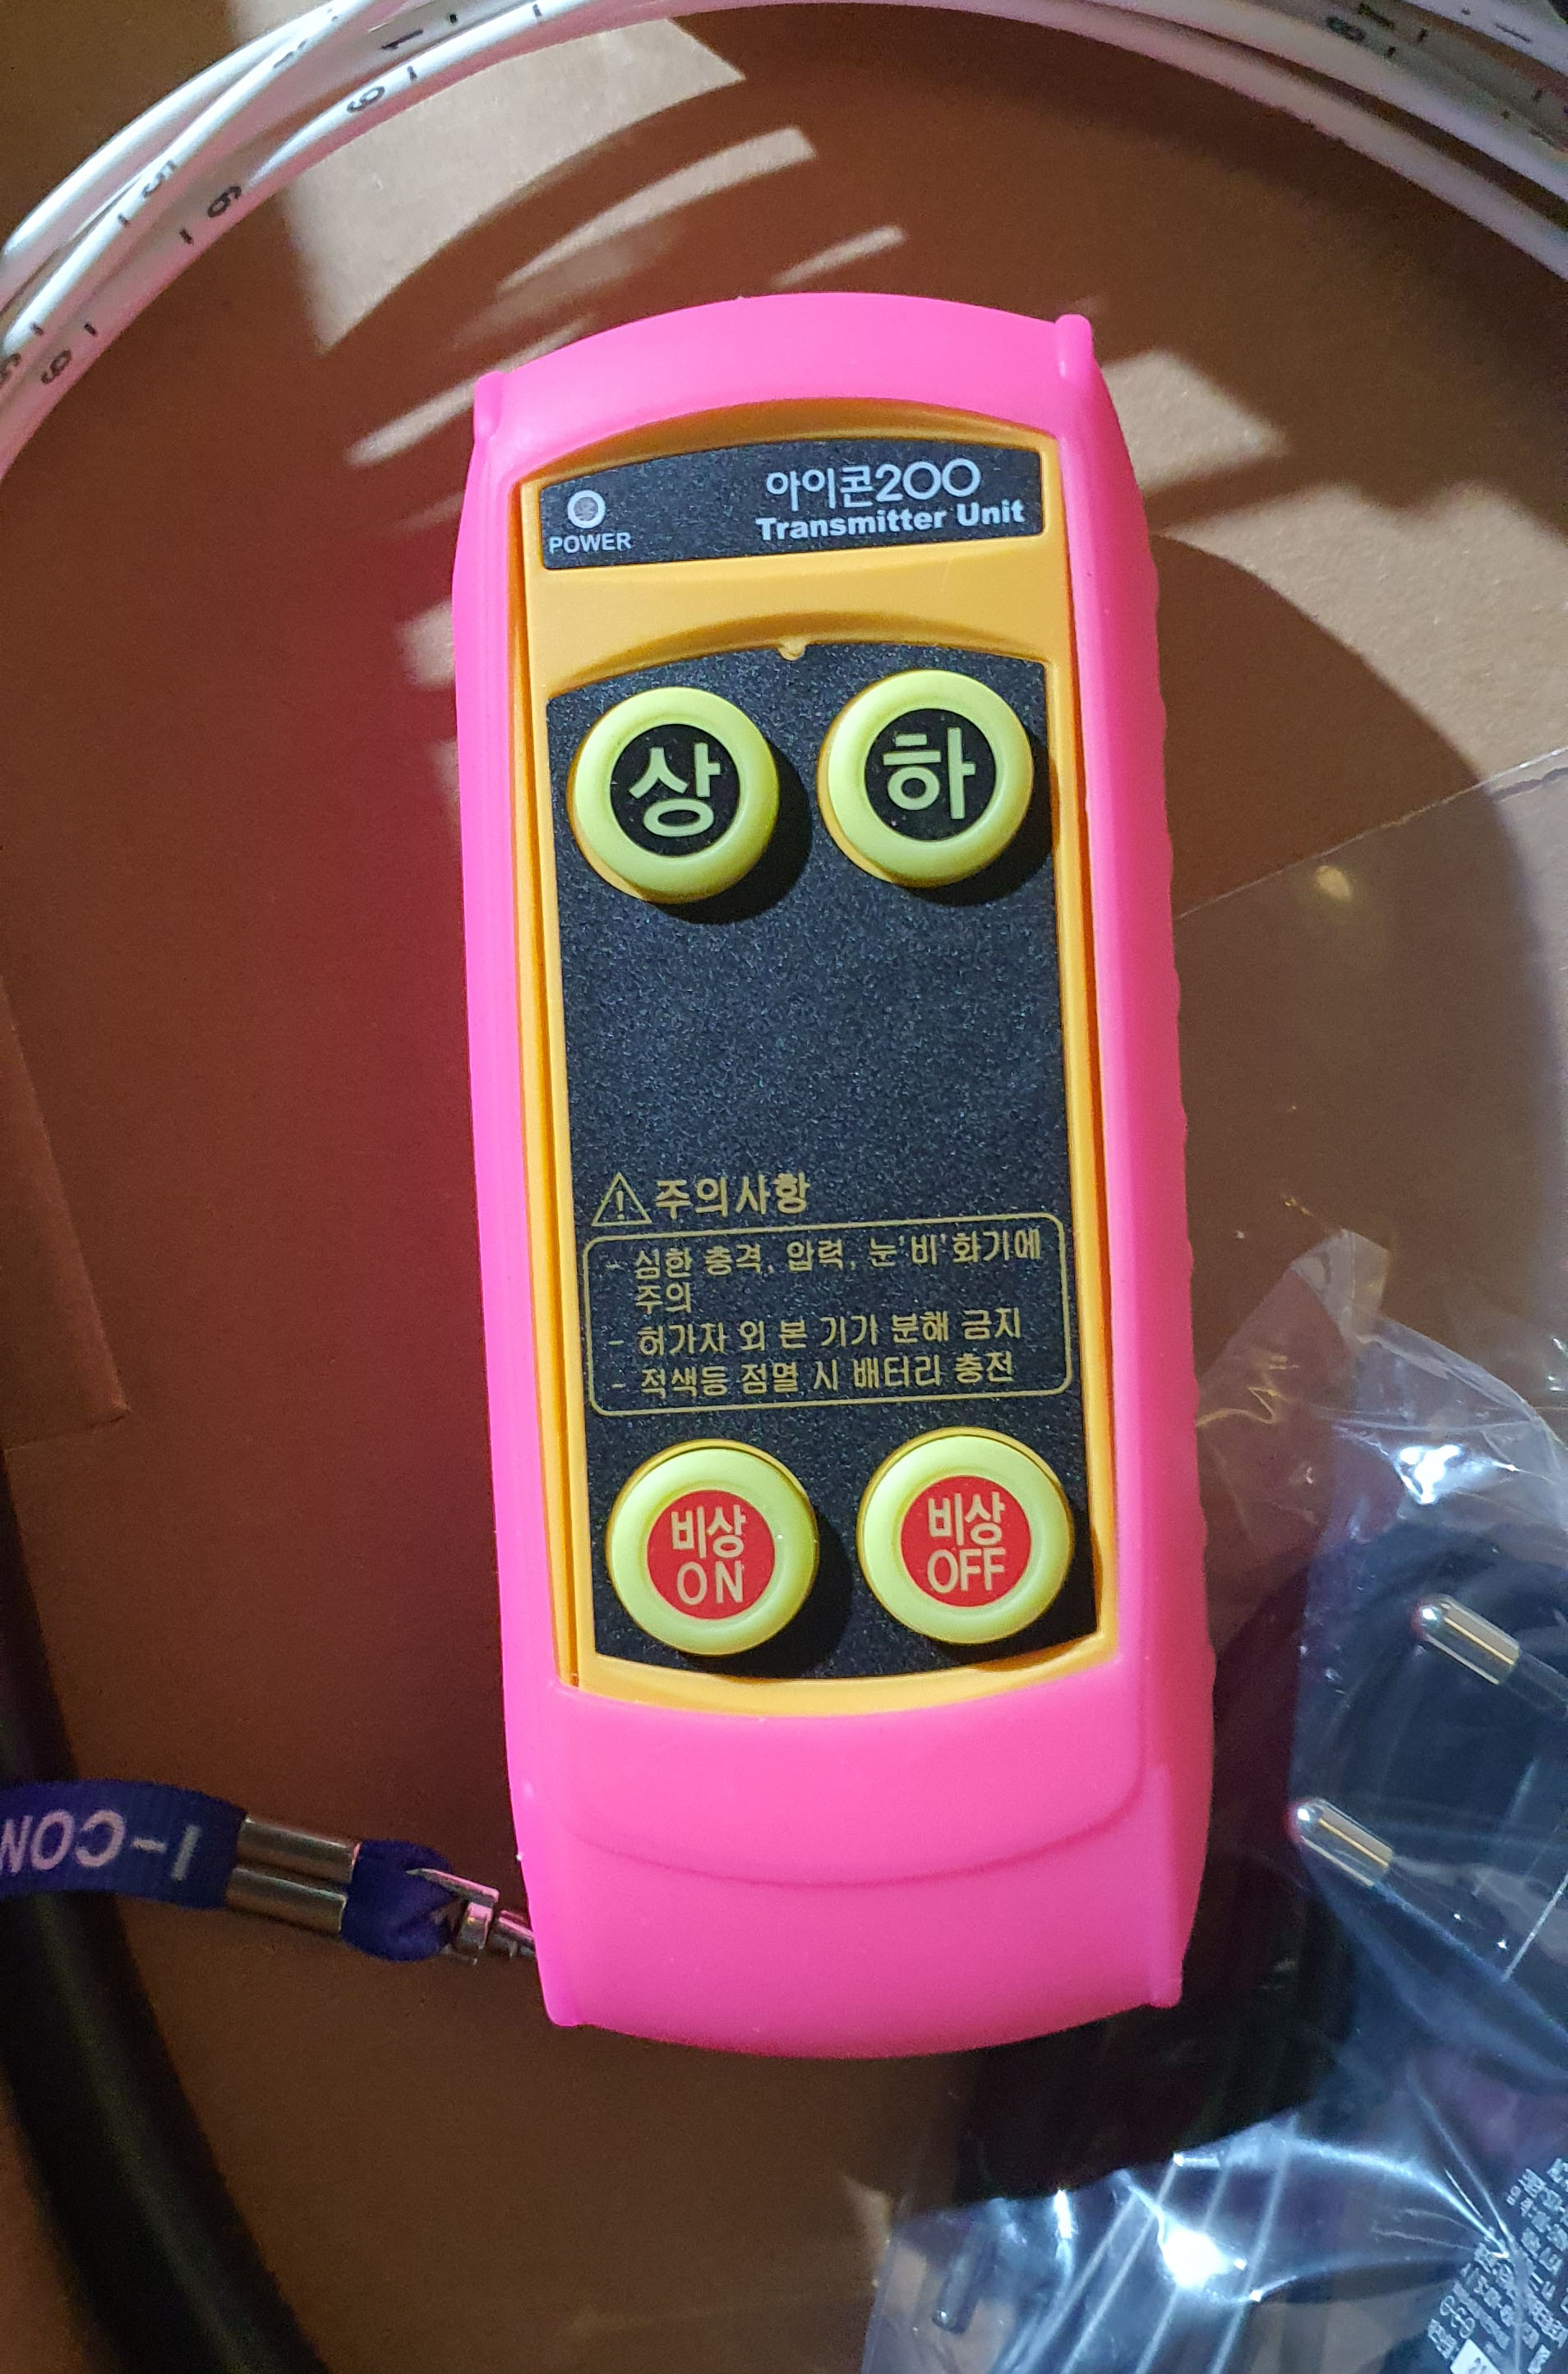 아이콘200
Transmitter Unit
POWER
상 하
주의사항
- 심한 충격, 압력, 눈'비'화기에
주의
- 허가자 외 본 기기 분해 금지
- 적색등 점열 시 배터리 충전
비상
ON
비상
OFF
I-CON